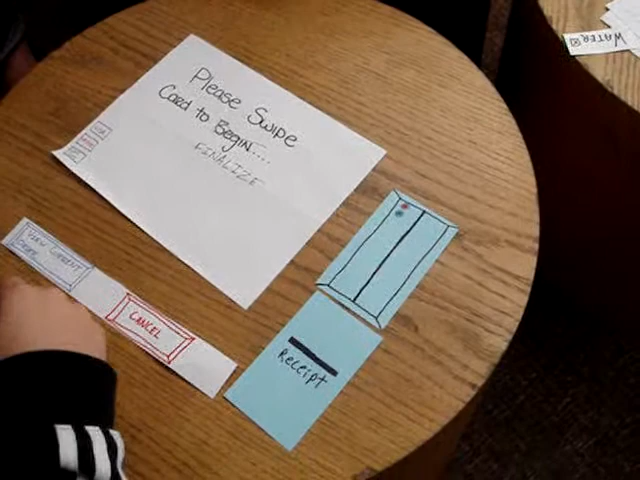 Please Swipe
Card to Begin....
FINALIZE
VIEW CURRENT
CANCEL
Receipt
WATER